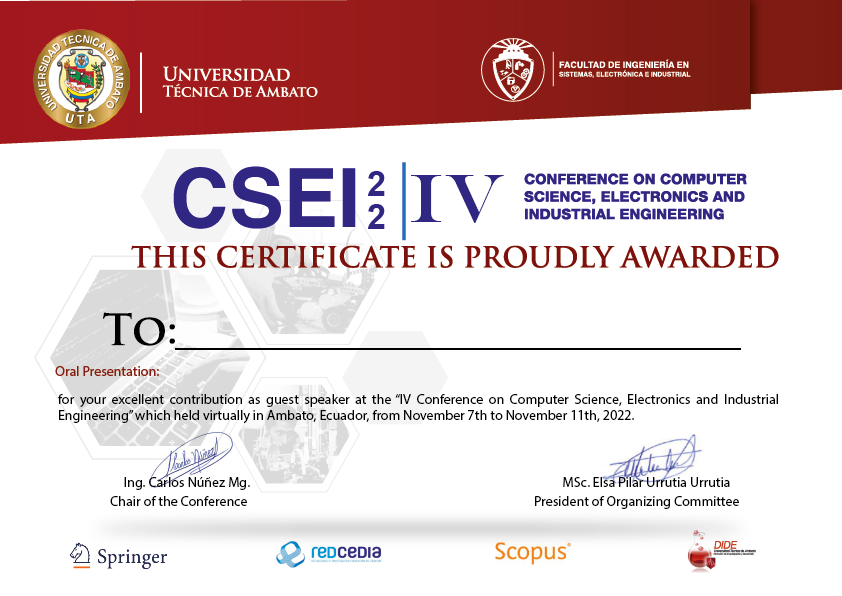 UNIVERSIDAD TECNICA DE AMBATO
UTA
UNIVERSIDAD
TÉCNICA DE AMBATO
FACULTAD DE INGENIERÍA EN
SISTEMAS, ELECTRÓNICA E INDUSTRIAL
CSEI 22 IV
CONFERENCE ON COMPUTER
SCIENCE, ELECTRONICS AND
INDUSTRIAL ENGINEERING
THIS CERTIFICATE IS PROUDLY AWARDED
TO:
Oral Presentation:
for your excellent contribution as guest speaker at the “IV Conference on Computer Science, Electronics and Industrial
Engineering” which held virtually in Ambato, Ecuador, from November 7th to November 11th, 2022.
Ing. Carlos Núñez Mg.
Chair of the Conference
MSc. Elsa Pilar Urrutia Urrutia
President of Organizing Committee
Springer
redCEDIA
Scopus®
DIDE